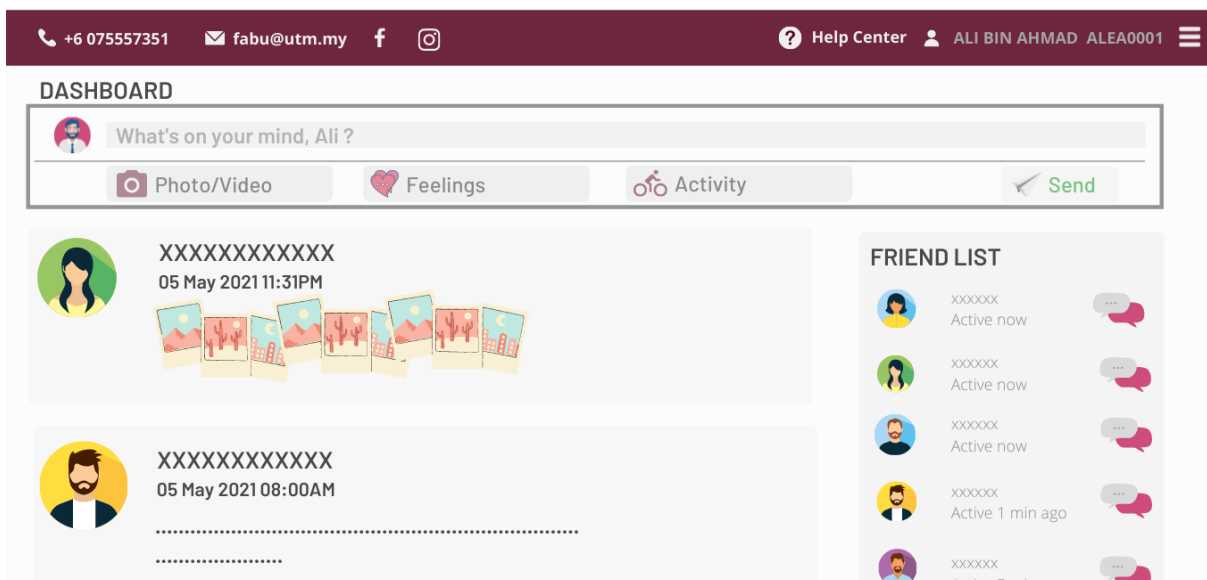 +6 075557351 fabu@utm.my Help Center ALI BIN AHMAD ALEA0001
DASHBOARD
What's on your mind, Ali ?
Photo/Video Feelings Activity Send
XXXXXXXXXXXX
05 May 2021 11:31PM
XXXXXXXXXXXX
05 May 2021 08:00AM
................................................................................
......................
FRIEND LIST
xxxxxx
Active now
xxxxxx
Active now
xxxxxx
Active now
xxxxxx
Active 1 min ago
xxxxxx